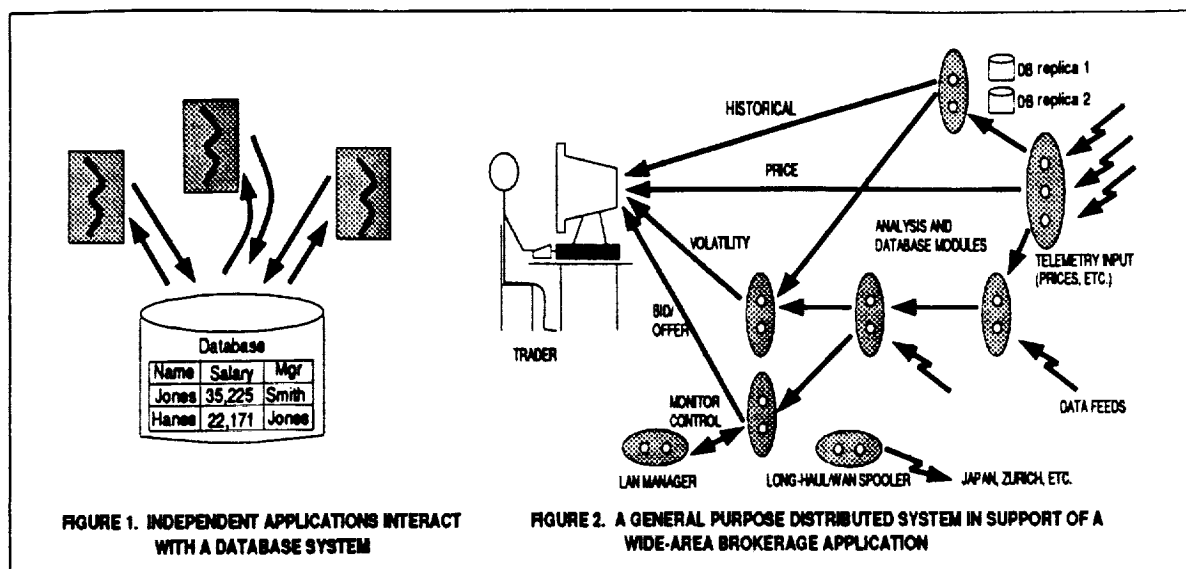 Database
Name Salary Mgr
Jones 35,225 Smith
Hanes 22,171 Jones
FIGURE 1. INDEPENDENT APPLICATIONS INTERACT
WITH A DATABASE SYSTEM
DB replica 1
DB replica 2
HISTORICAL
PRICE
VOLATILITY
ANALYSIS AND
DATABASE MODULES
TELEMETRY INPUT
(PRICES, ETC.)
BID/
OFFER
TRADER
MONITOR
CONTROL
DATA FEEDS
LAN MANAGER
LONG-HAUL/WAN SPOOLER
JAPAN, ZURICH, ETC.
FIGURE 2. A GENERAL PURPOSE DISTRIBUTED SYSTEM IN SUPPORT OF A
WIDE-AREA BROKERAGE APPLICATION